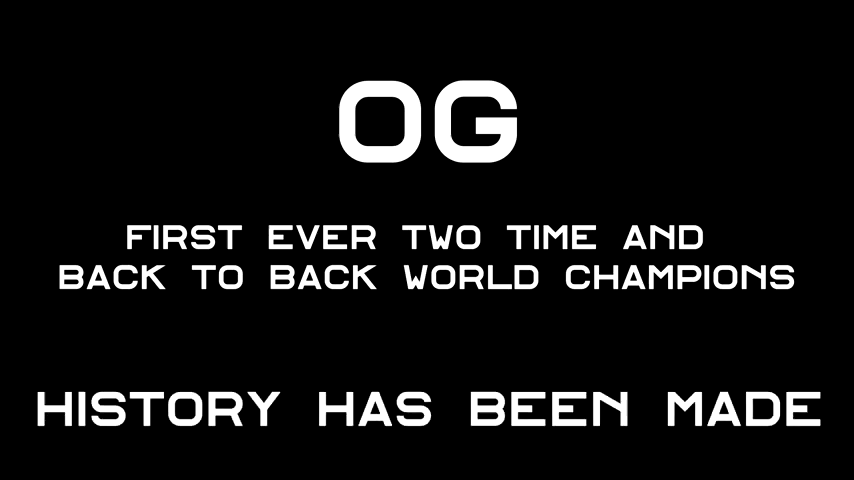 OG
FIRST EVER TWO TIME AND
BACK TO BACK WORLD CHAMPIONS
HISTORY HAS BEEN MADE